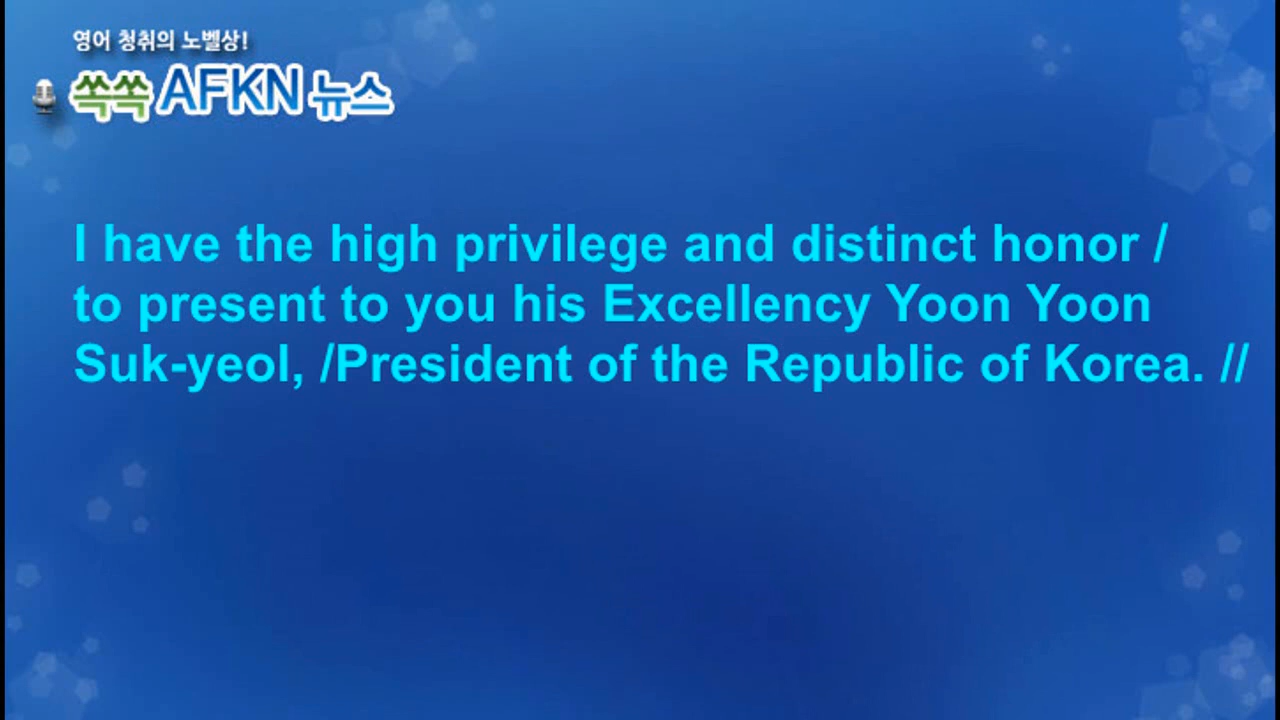 영어 청취의 노벨상!
쏙쏙 AFKN 뉴스
I have the high privilege and distinct honor /
to present to you his Excellency Yoon Yoon
Suk-yeol, /President of the Republic of Korea. //